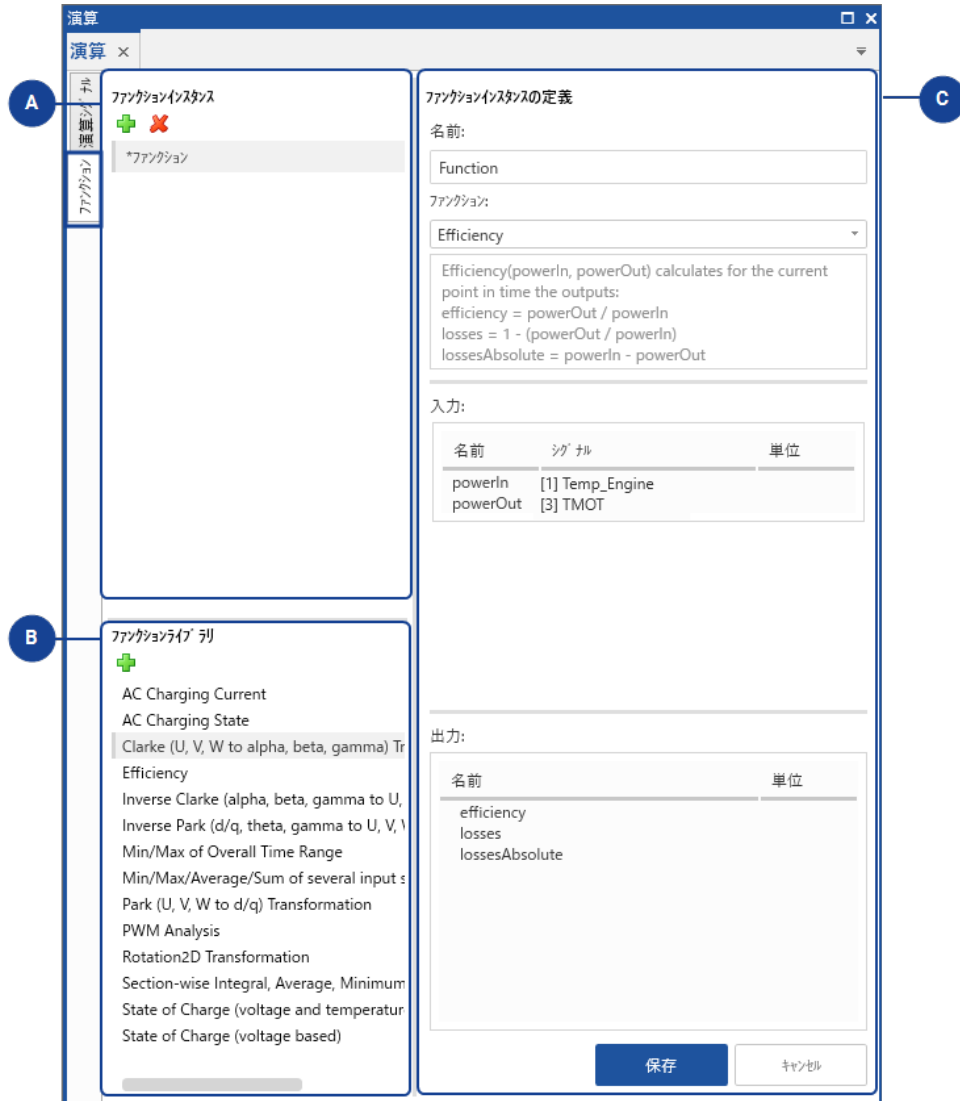 演算
演算 ×
演算ｼｸﾞﾅﾙ
ﾌｧﾝｸｼｮﾝ
A
ﾌｧﾝｸｼｮﾝｲﾝｽﾀﾝｽ
*ﾌｧﾝｸｼｮﾝ
B
ﾌｧﾝｸｼｮﾝﾗｲﾌﾞﾗﾘ
AC Charging Current
AC Charging State
Clarke (U, V, W to alpha, beta, gamma) Tr
Efficiency
Inverse Clarke (alpha, beta, gamma to U,
Inverse Park (d/q, theta, gamma to U, V,
Min/Max of Overall Time Range
Min/Max/Average/Sum of several input s
Park (U, V, W to d/q) Transformation
PWM Analysis
Rotation2D Transformation
Section-wise Integral, Average, Minimum
State of Charge (voltage and temperatur
State of Charge (voltage based)
C
ﾌｧﾝｸｼｮﾝｲﾝｽﾀﾝｽの定義
名前:
Function
ﾌｧﾝｸｼｮﾝ:
Efficiency
Efficiency(powerIn, powerOut) calculates for the current
point in time the outputs:
efficiency = powerOut / powerIn
losses = 1 - (powerOut / powerIn)
lossesAbsolute = powerIn - powerOut
入力:
名前 ｼｸﾞﾅﾙ 単位
powerIn [1] Temp_Engine
powerOut [3] TMOT
出力:
名前 単位
efficiency
losses
lossesAbsolute
保存 ｷｬﾝｾﾙ